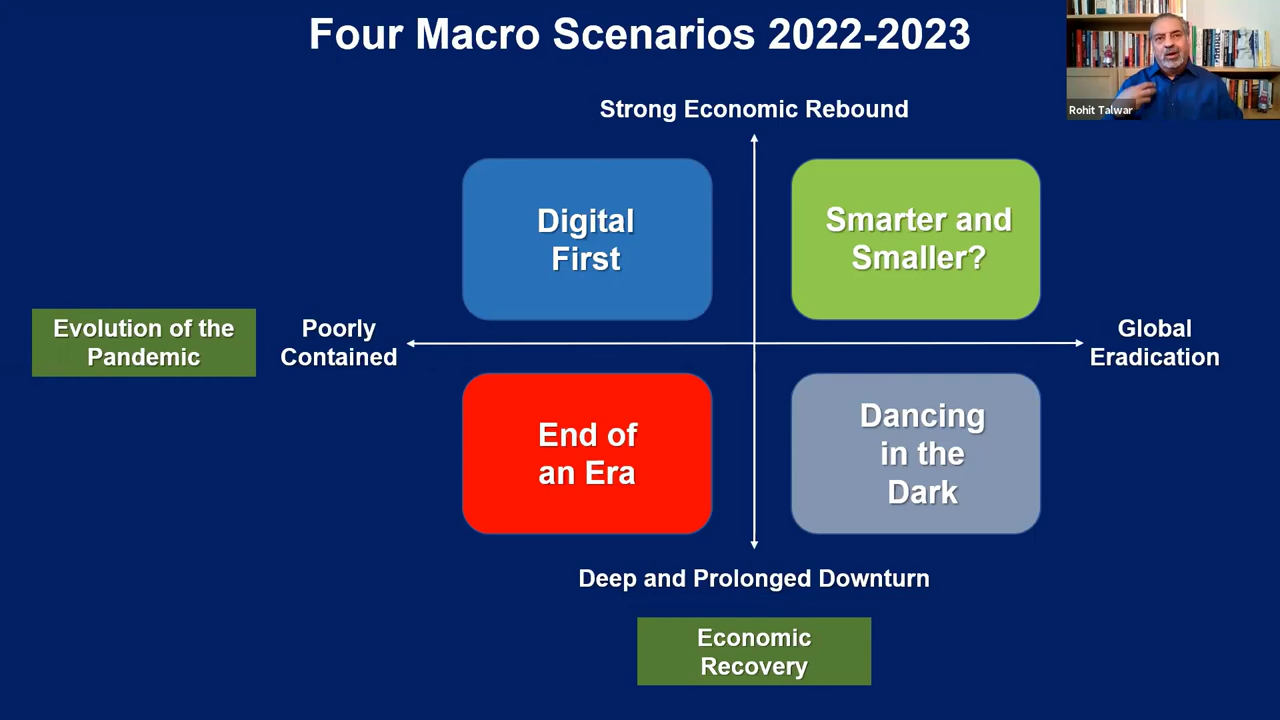 Four Macro Scenarios 2022-2023
Rohit Talwar
Strong Economic Rebound
Digital
First
Smarter and
Smaller?
Evolution of the
Pandemic
Poorly
Contained
Global
Eradication
End of
an Era
Dancing
in the
Dark
Deep and Prolonged Downturn
Economic
Recovery